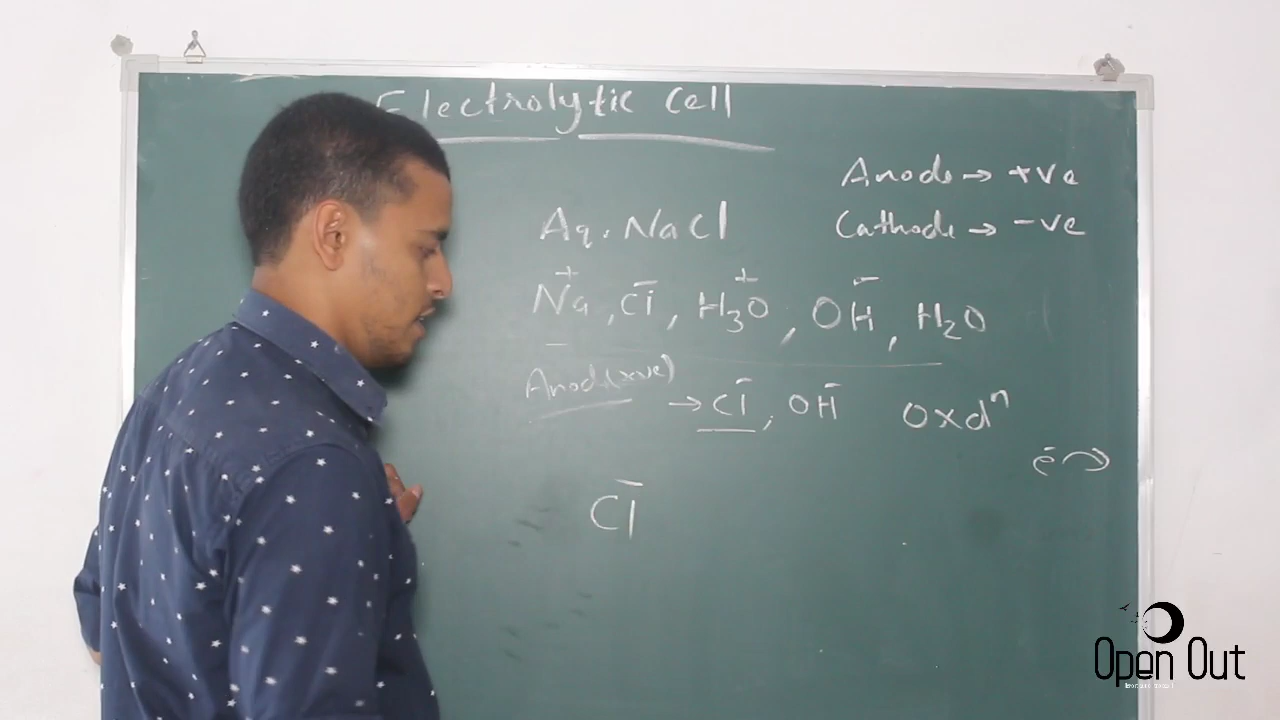 Electrolytic Cell
Anode → +ve
Cathode → -ve
Aq. NaCl
Na⁺, Cl⁻, H₃O⁺, OH⁻, H₂O
Anode(+ve) → Cl⁻, OH⁻ Oxdⁿ
e⁻
Cl⁻
Open Out